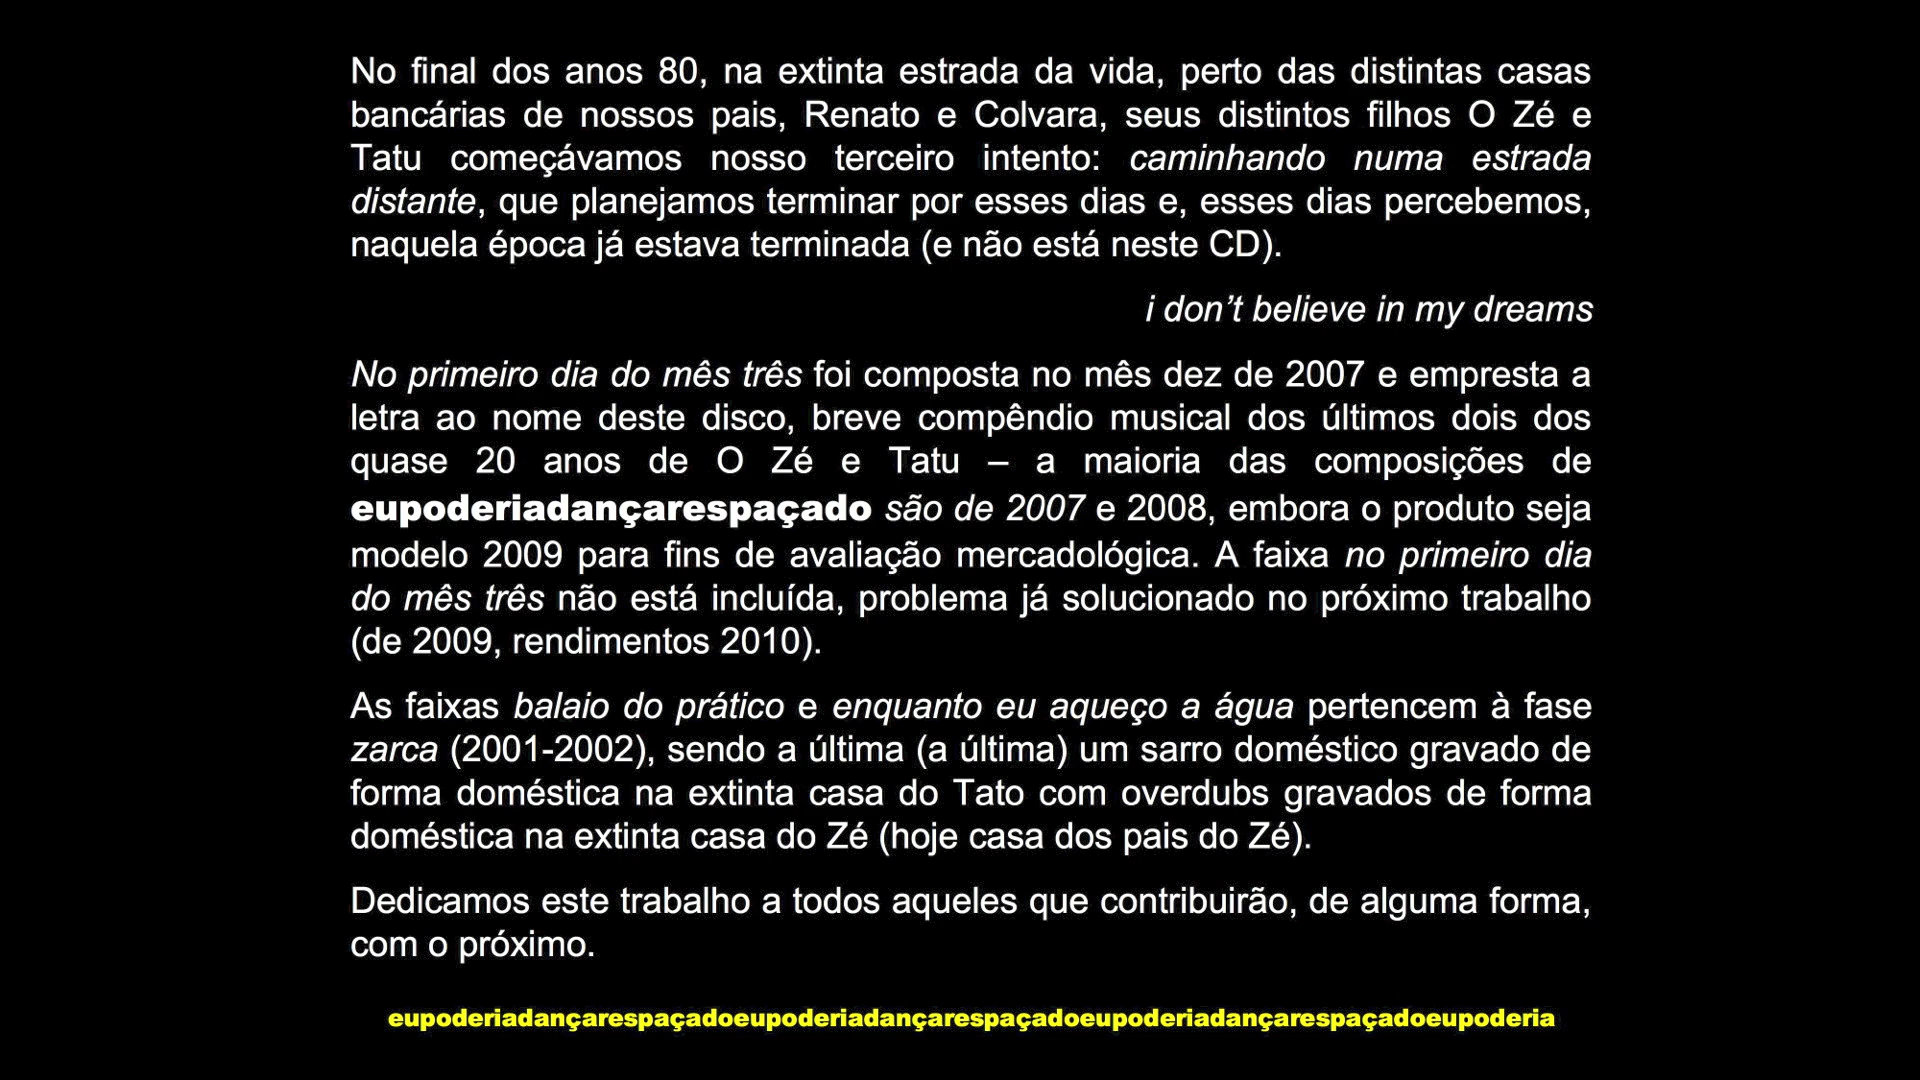 No final dos anos 80, na extinta estrada da vida, perto das distintas casas
bancárias de nossos pais, Renato e Colvara, seus distintos filhos O Zé e
Tatu começávamos nosso terceiro intento: caminhando numa estrada
distante, que planejamos terminar por esses dias e, esses dias percebemos,
naquela época já estava terminada (e não está neste CD).
i don’t believe in my dreams
No primeiro dia do mês três foi composta no mês dez de 2007 e empresta a
letra ao nome deste disco, breve compêndio musical dos últimos dois dos
quase 20 anos de O Zé e Tatu – a maioria das composições de
eupoderiadançarespaçado são de 2007 e 2008, embora o produto seja
modelo 2009 para fins de avaliação mercadológica. A faixa no primeiro dia
do mês três não está incluída, problema já solucionado no próximo trabalho
(de 2009, rendimentos 2010).
As faixas balaio do prático e enquanto eu aqueço a água pertencem à fase
zarca (2001-2002), sendo a última (a última) um sarro doméstico gravado de
forma doméstica na extinta casa do Tato com overdubs gravados de forma
doméstica na extinta casa do Zé (hoje casa dos pais do Zé).
Dedicamos este trabalho a todos aqueles que contribuirão, de alguma forma,
com o próximo.
eupoderiadançarespaçadoeupoderiadançarespaçadoeupoderiadançarespaçadoeupoderia